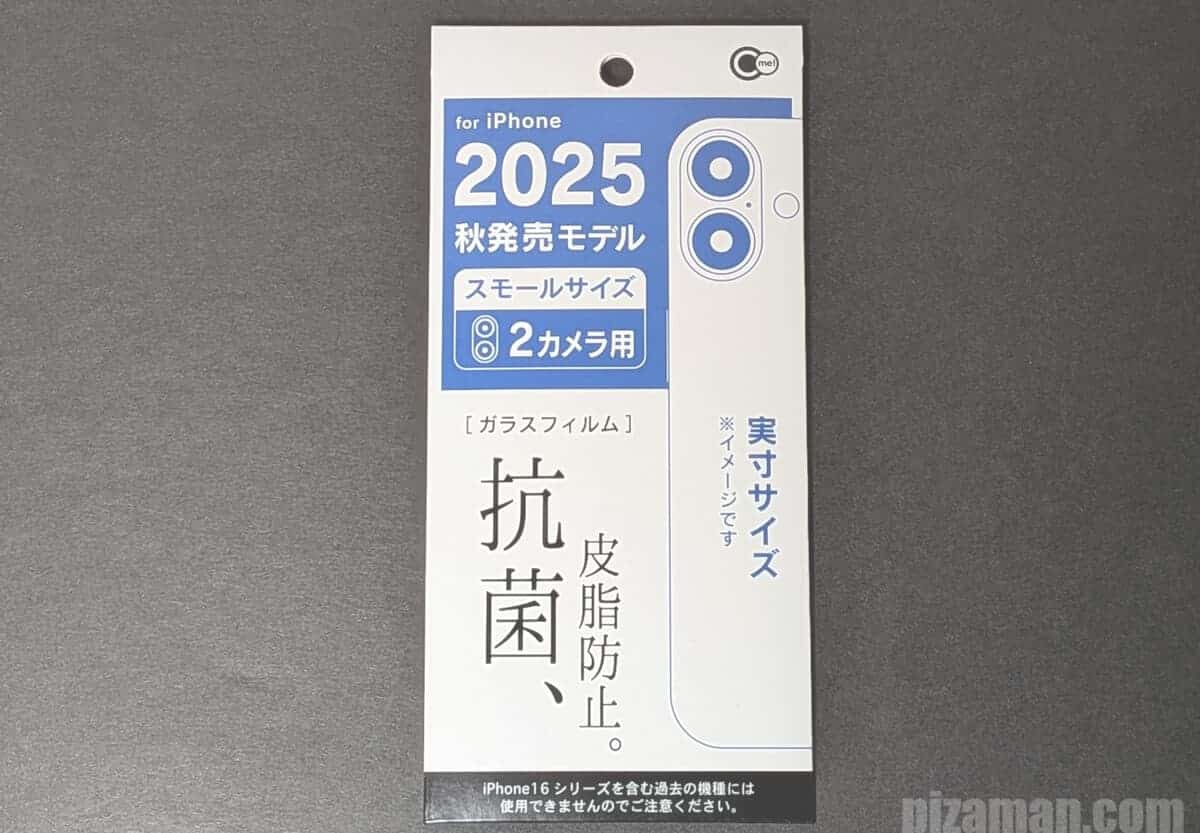 me!
for iPhone
2025
秋発売モデル
スモールサイズ
2カメラ用
[ガラスフィルム]
抗菌、
皮脂防止。
実寸サイズ
※イメージです
iPhone16 シリーズを含む過去の機種には
使用できませんのでご注意ください。
pizaman.com